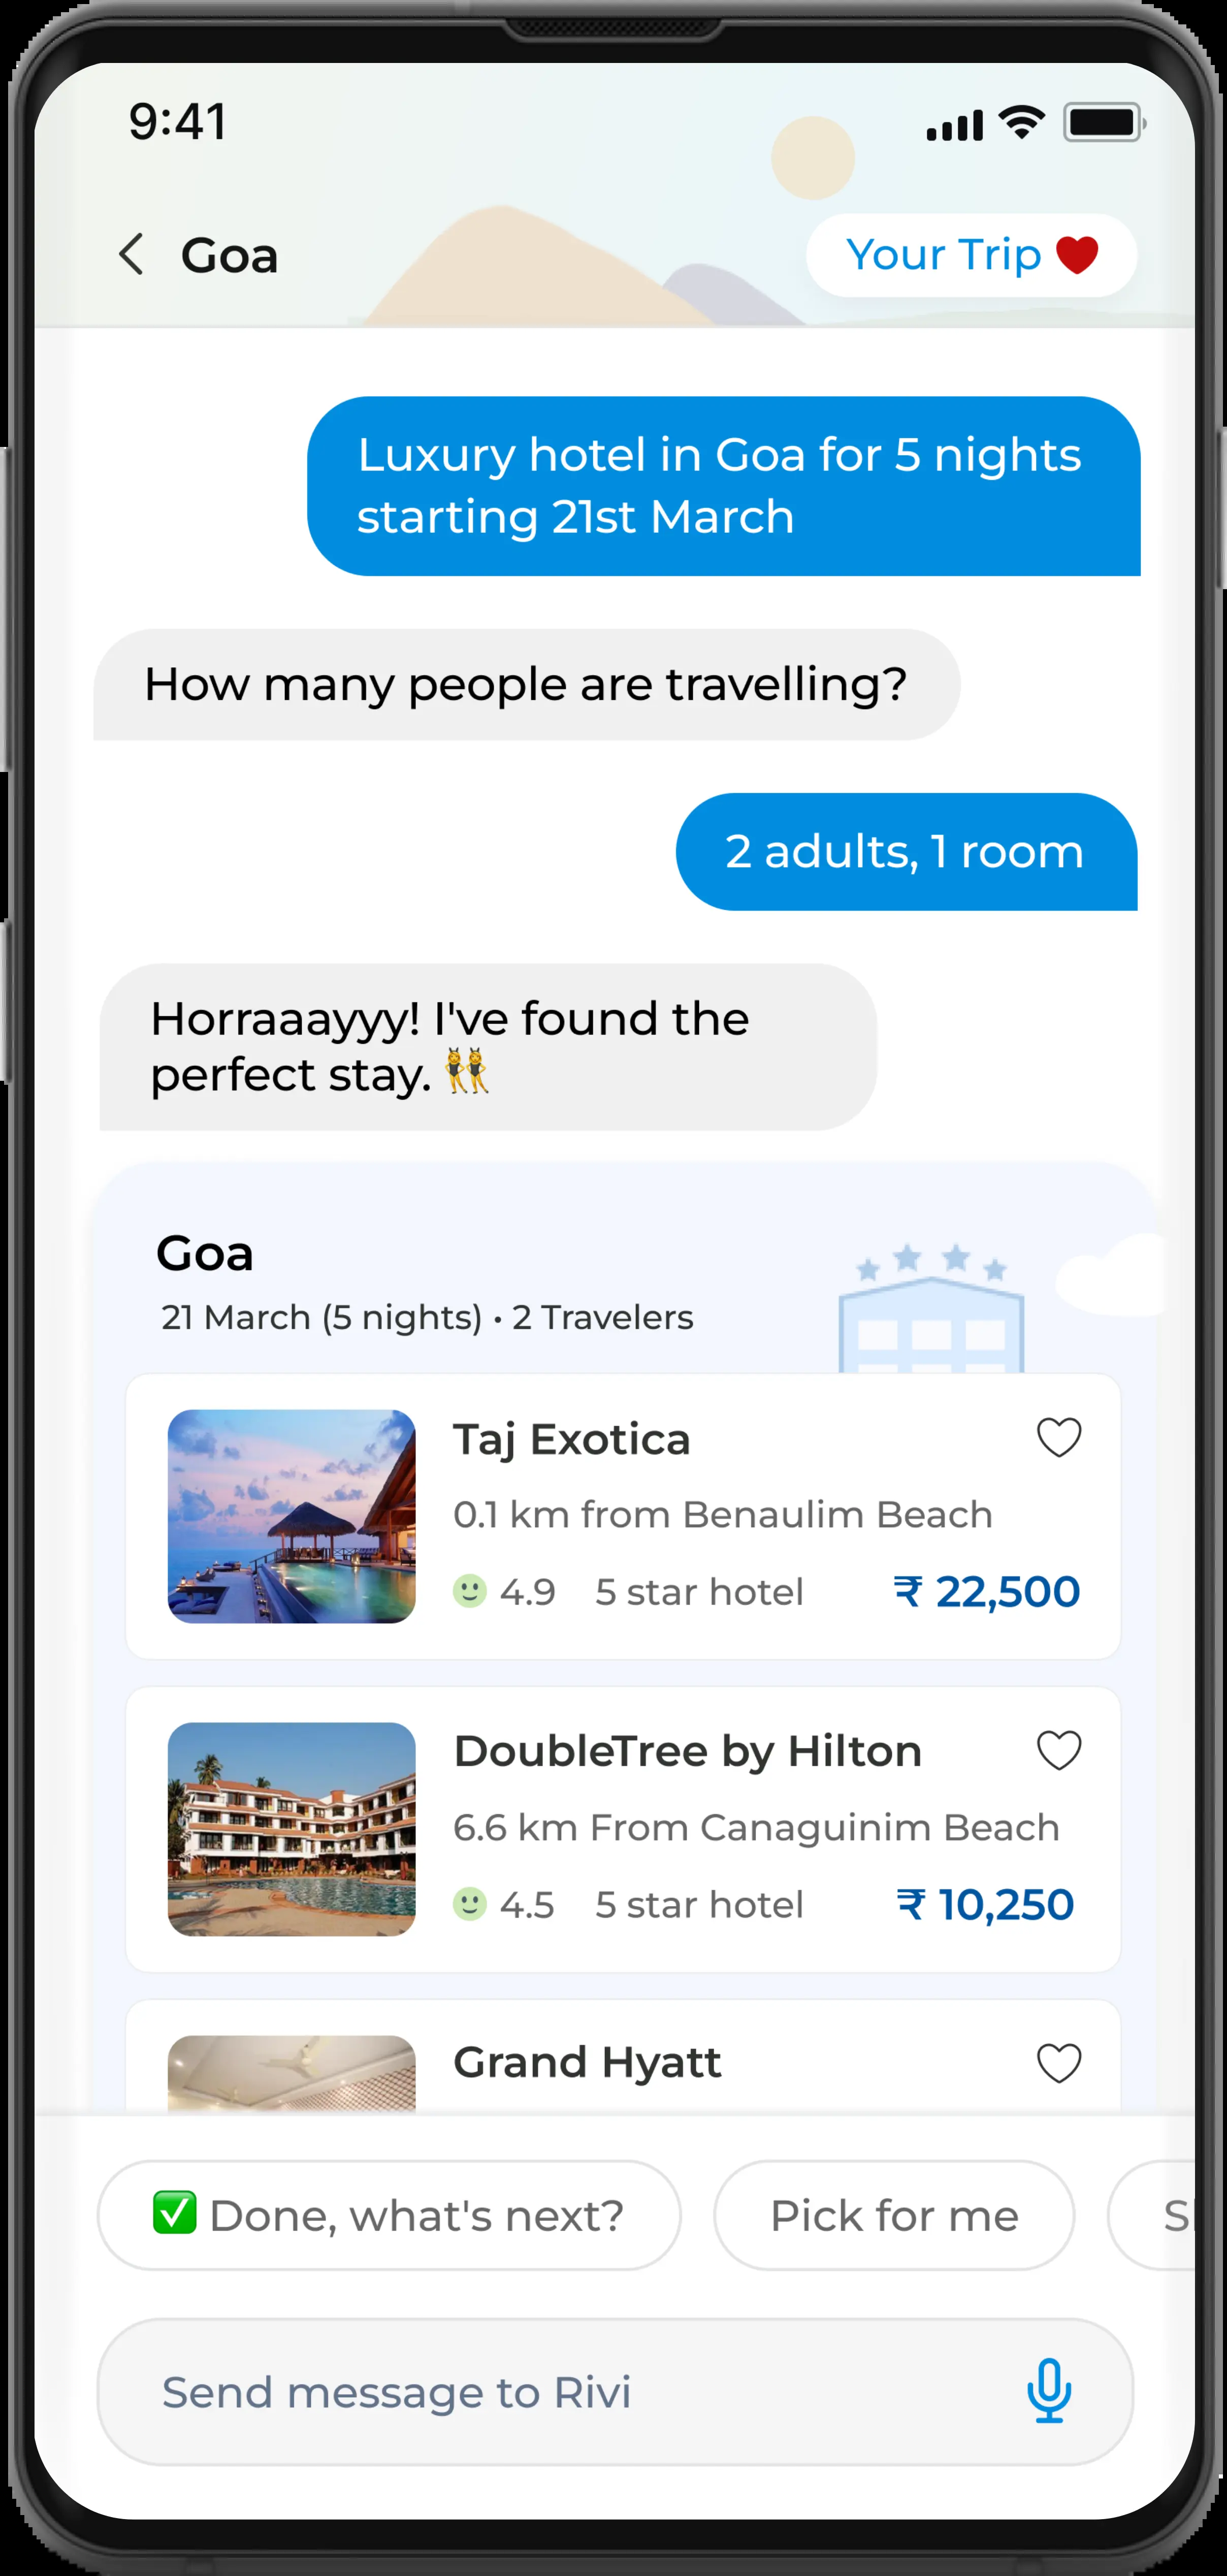 9:41
Goa
Your Trip ❤️
Luxury hotel in Goa for 5 nights
starting 21st March
How many people are travelling?
2 adults, 1 room
Horraaayyy! I've found the
perfect stay. 👯
Goa
21 March (5 nights) • 2 Travelers
Taj Exotica
0.1 km from Benaulim Beach
4.9 5 star hotel ₹ 22,500
DoubleTree by Hilton
6.6 km From Canaguinim Beach
4.5 5 star hotel ₹ 10,250
Grand Hyatt
✅ Done, what's next?
Pick for me
Send message to Rivi